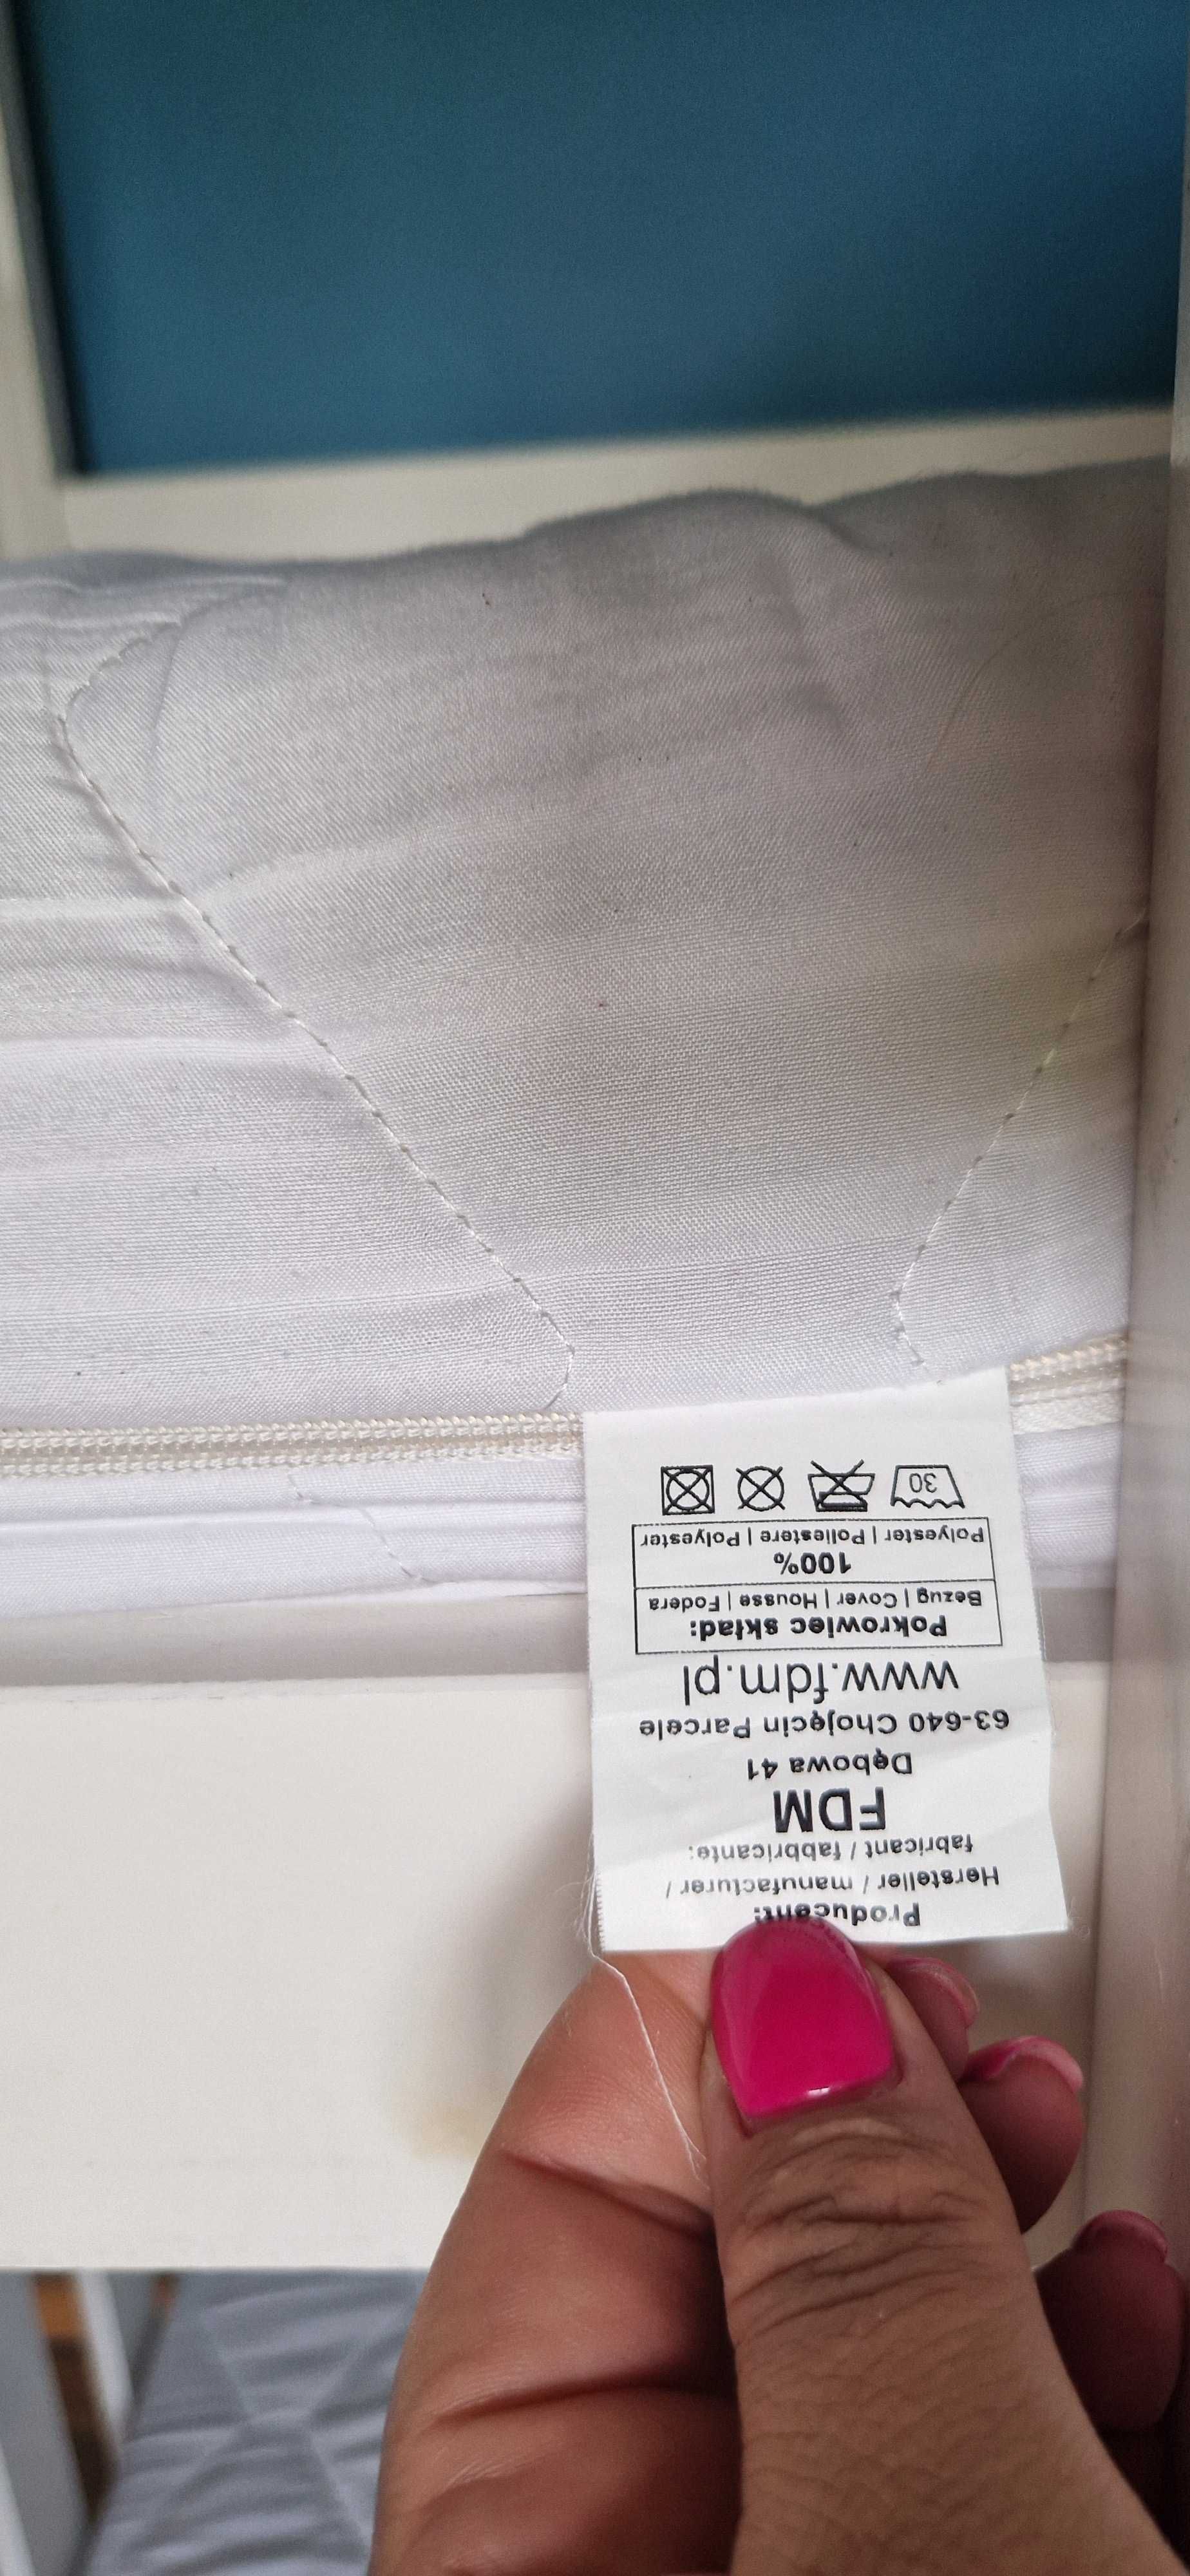 Producant:
Hersteller / manufacturer /
fabricant / fabbricante:
FDM
Dębowa 41
63-640 Chojęcin Parcele
www.fdm.pl
Pokrowiec skład:
Bezug | Cover | Housse | Fodera
100%
Polyester | Poliestere | Polyester
30